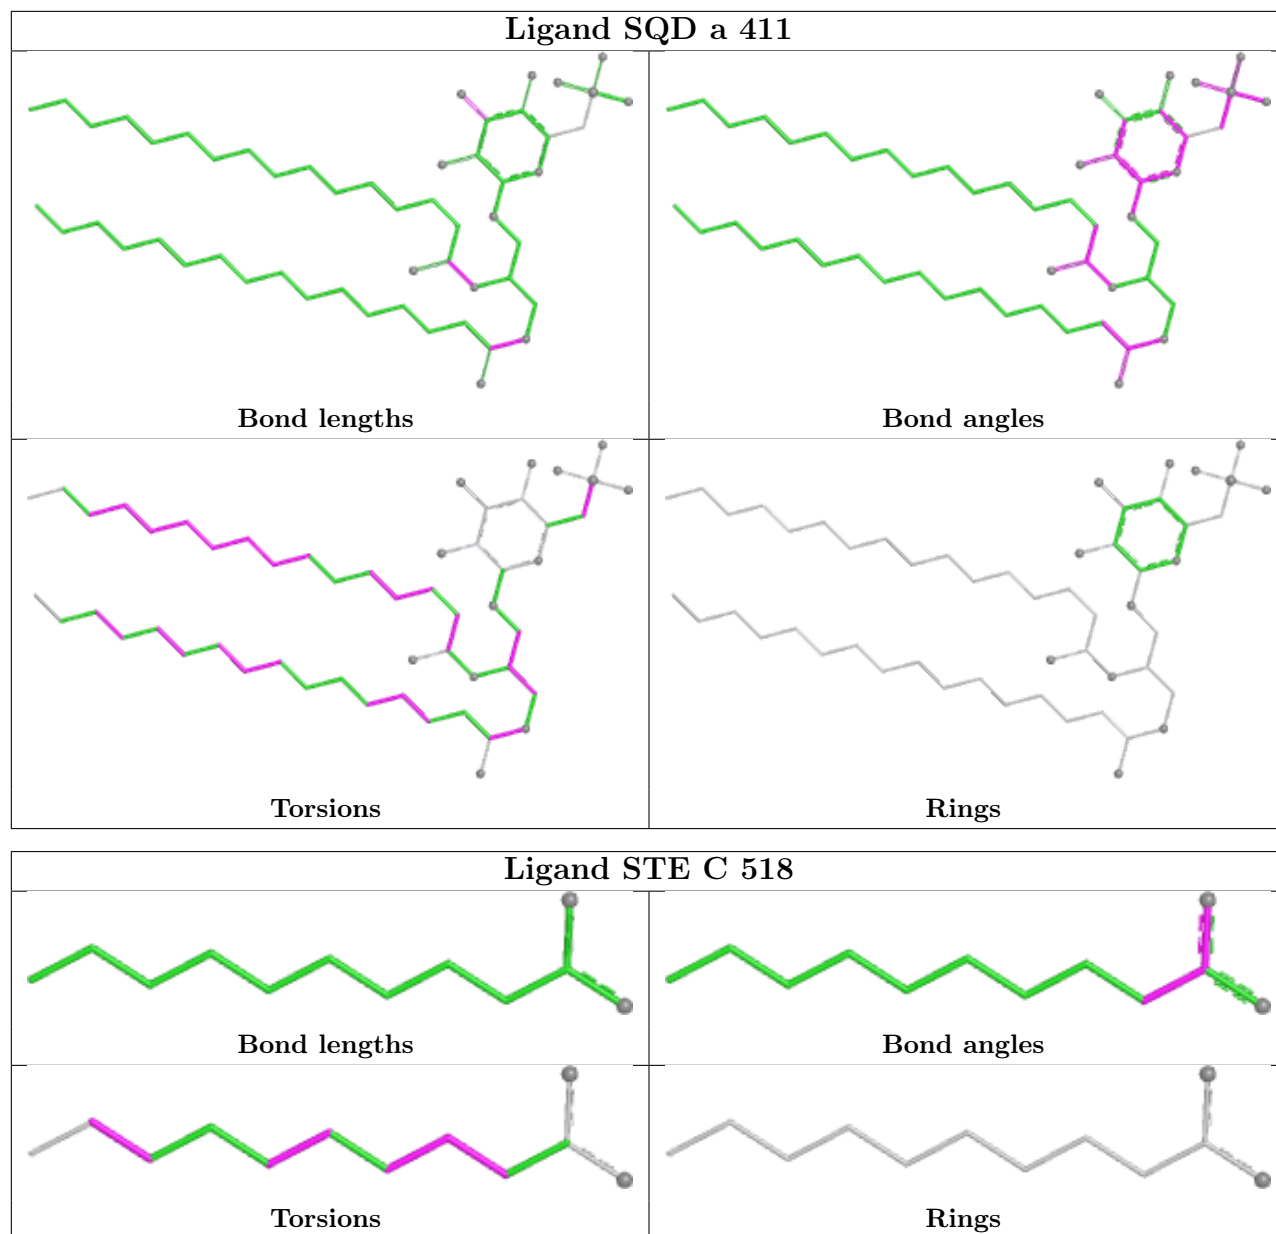 Ligand SQD a 411
Bond lengths
Bond angles
Torsions
Rings
Ligand STE C 518
Bond lengths
Bond angles
Torsions
Rings